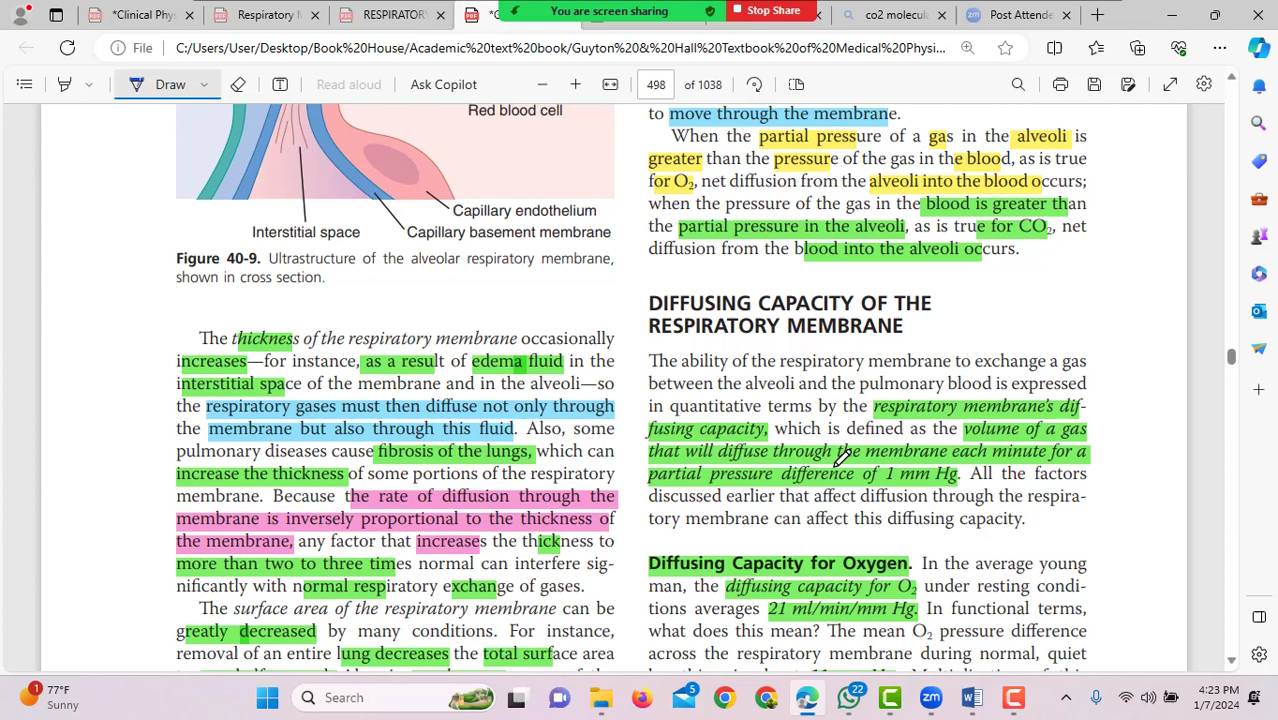 *Clinical Phy
Respiratory M
RESPIRATORY
You are screen sharing
Stop Share
co2 molecula
Post Attende
File
C:/Users/User/Desktop/Book%20House/Academic%20text%20book/Guyton%20&%20Hall%20Textbook%20of%20Medical%20Physi...
Draw
Read aloud
Ask Copilot
498 of 1038
Red blood cell
Capillary endothelium
Interstitial space
Capillary basement membrane
Figure 40-9. Ultrastructure of the alveolar respiratory membrane,
shown in cross section.
The thickness of the respiratory membrane occasionally
increases—for instance, as a result of edema fluid in the
interstitial space of the membrane and in the alveoli—so
the respiratory gases must then diffuse not only through
the membrane but also through this fluid. Also, some
pulmonary diseases cause fibrosis of the lungs, which can
increase the thickness of some portions of the respiratory
membrane. Because the rate of diffusion through the
membrane is inversely proportional to the thickness of
the membrane, any factor that increases the thickness to
more than two to three times normal can interfere sig-
nificantly with normal respiratory exchange of gases.
The surface area of the respiratory membrane can be
greatly decreased by many conditions. For instance,
removal of an entire lung decreases the total surface area
to move through the membrane.
When the partial pressure of a gas in the alveoli is
greater than the pressure of the gas in the blood, as is true
for O2, net diffusion from the alveoli into the blood occurs;
when the pressure of the gas in the blood is greater than
the partial pressure in the alveoli, as is true for CO2, net
diffusion from the blood into the alveoli occurs.
DIFFUSING CAPACITY OF THE
RESPIRATORY MEMBRANE
The ability of the respiratory membrane to exchange a gas
between the alveoli and the pulmonary blood is expressed
in quantitative terms by the respiratory membrane's dif-
fusing capacity, which is defined as the volume of a gas
that will diffuse through the membrane each minute for a
partial pressure difference of 1 mm Hg. All the factors
discussed earlier that affect diffusion through the respira-
tory membrane can affect this diffusing capacity.
Diffusing Capacity for Oxygen. In the average young
man, the diffusing capacity for O2 under resting condi-
tions averages 21 ml/min/mm Hg. In functional terms,
what does this mean? The mean O2 pressure difference
across the respiratory membrane during normal, quiet
1
77°F
Sunny
Search
5
22
4:23 PM
1/7/2024